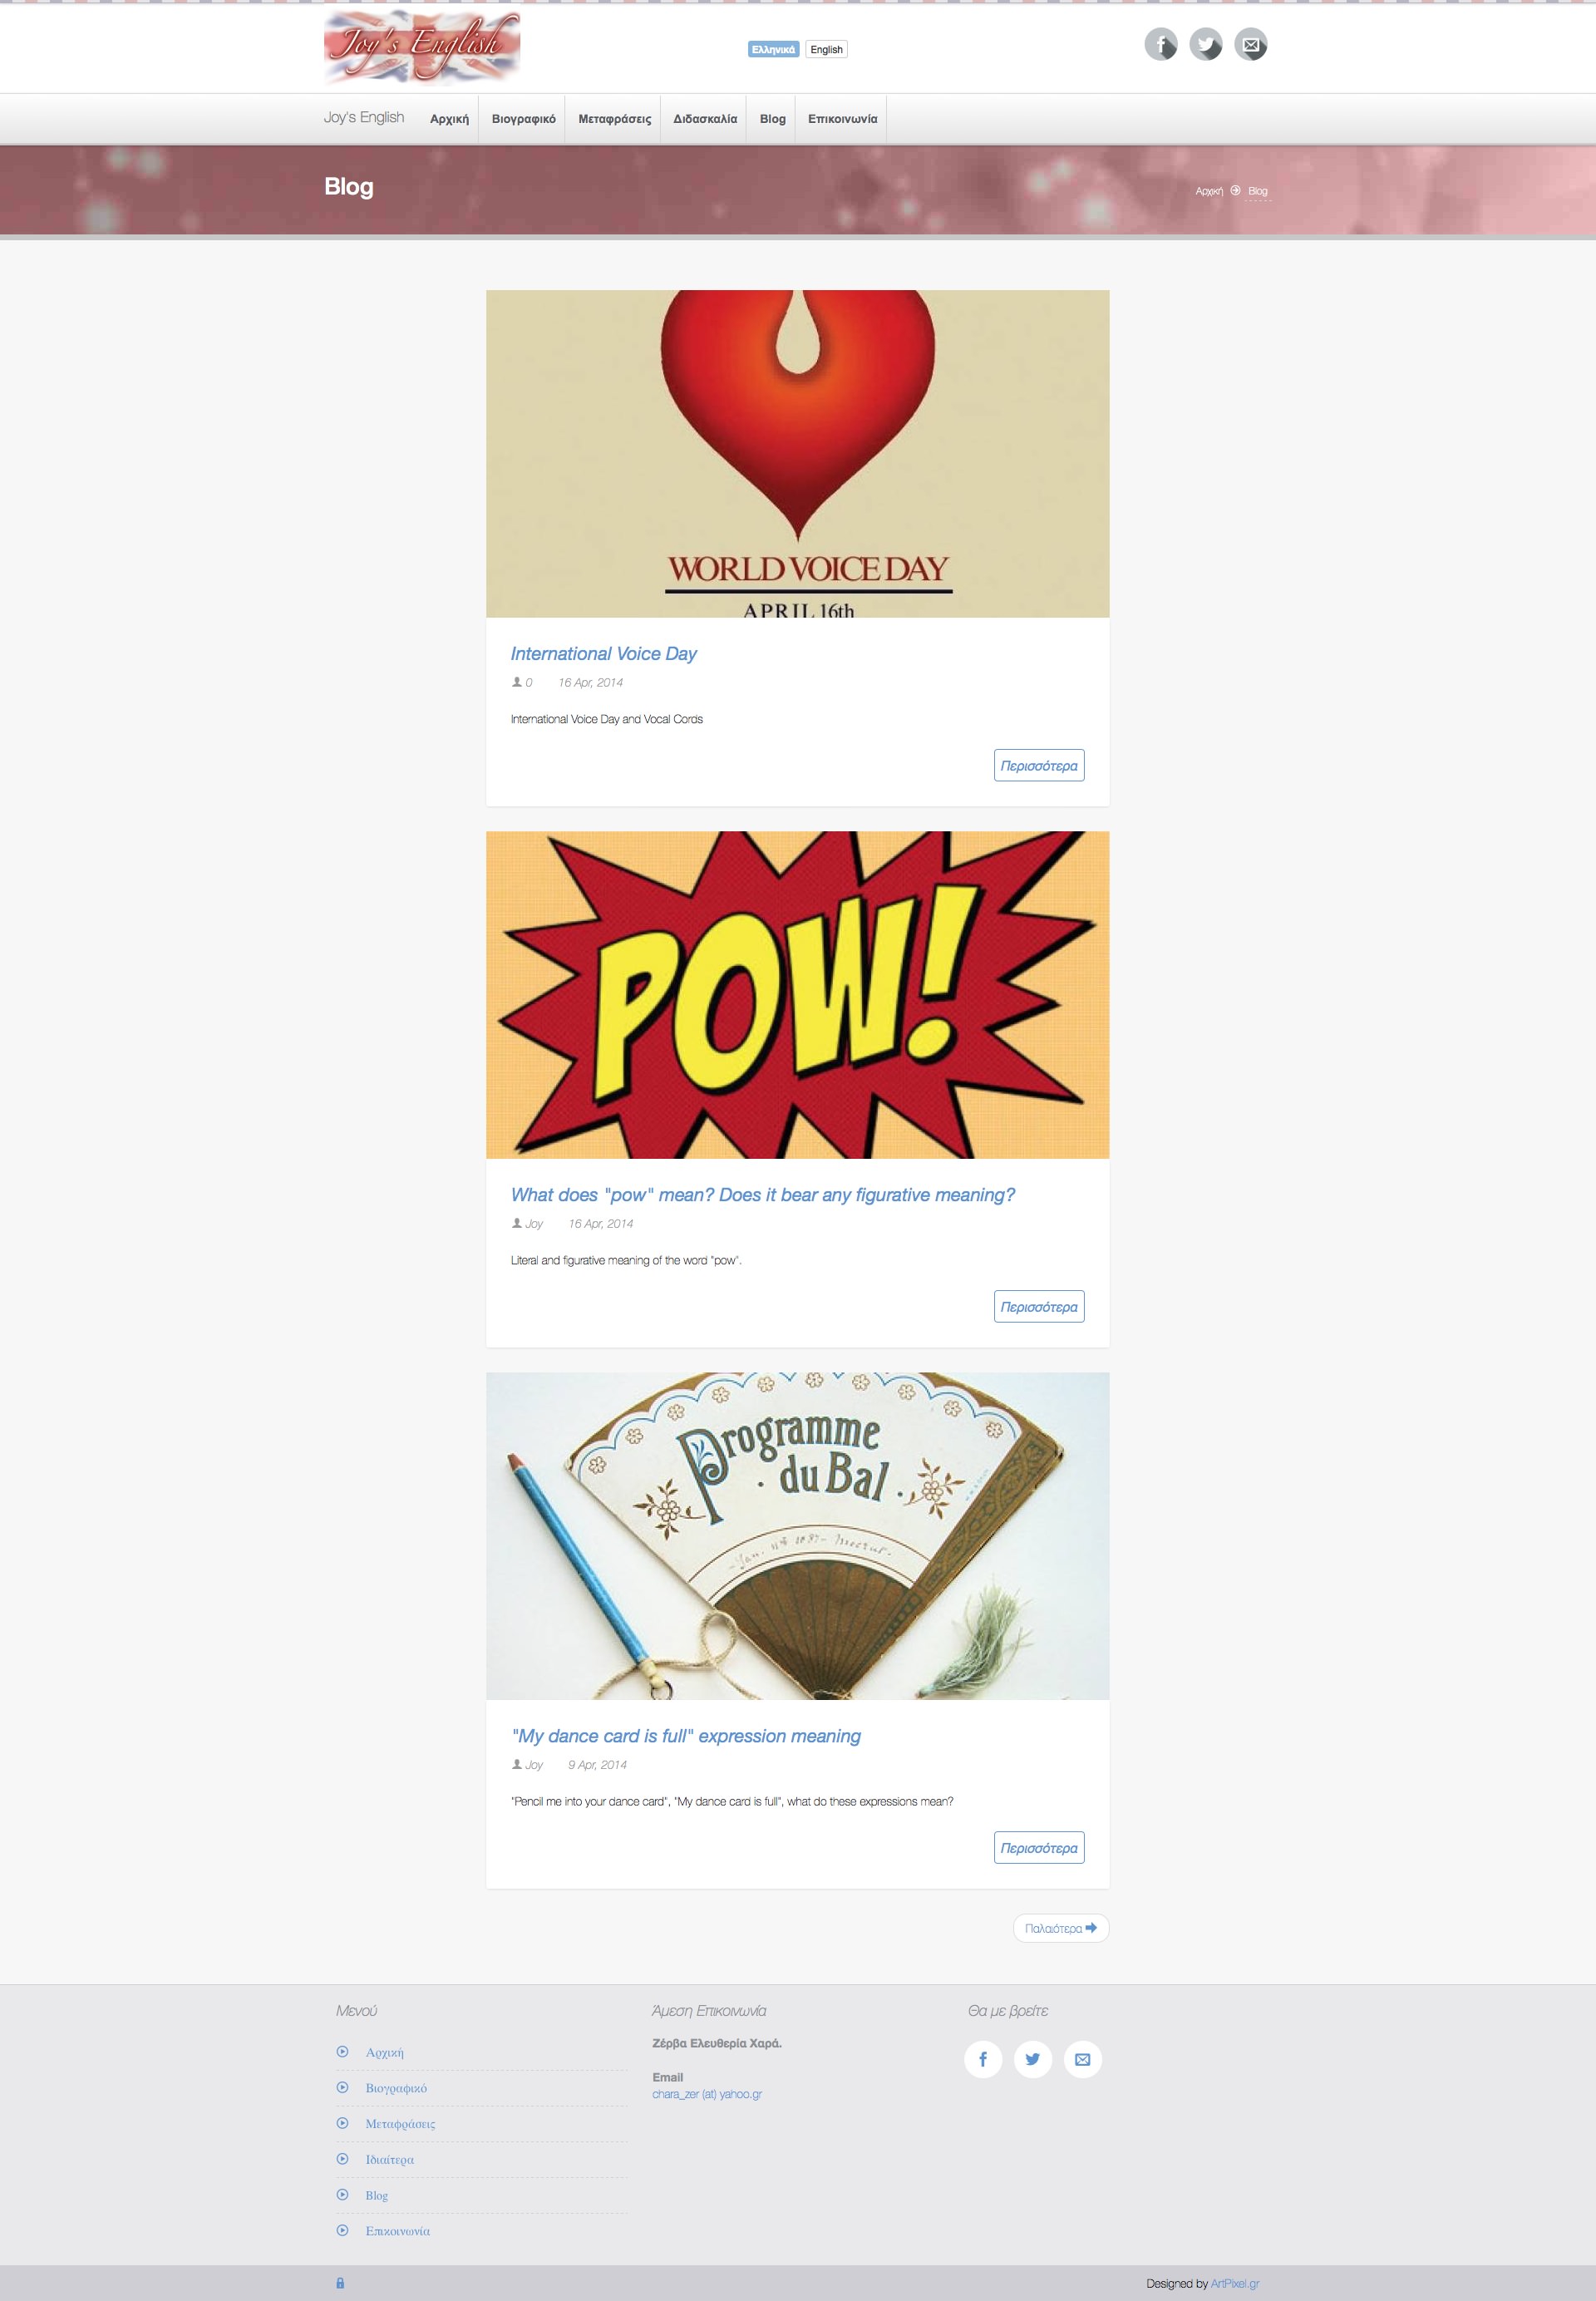 Joy's English
Ελληνικά English
Joy's English Αρχική Βιογραφικό Μεταφράσεις Διδασκαλία Blog Επικοινωνία
Blog
Αρχική Blog
WORLD VOICE DAY
APRIL 16th
International Voice Day
0 16 Apr, 2014
International Voice Day and Vocal Cords
Περισσότερα
POW!
What does "pow" mean? Does it bear any figurative meaning?
Joy 16 Apr, 2014
Literal and figurative meaning of the word "pow".
Περισσότερα
Programme
du Bal
"My dance card is full" expression meaning
Joy 9 Apr, 2014
"Pencil me into your dance card", "My dance card is full", what do these expressions mean?
Περισσότερα
Παλαιότερα
Μενού
Αρχική
Βιογραφικό
Μεταφράσεις
Ιδιαίτερα
Blog
Επικοινωνία
Άμεση Επικοινωνία
Ζέρβα Ελευθερία Χαρά.
Email
chara_zer (at) yahoo.gr
Θα με βρείτε
Designed by ArtPixel.gr